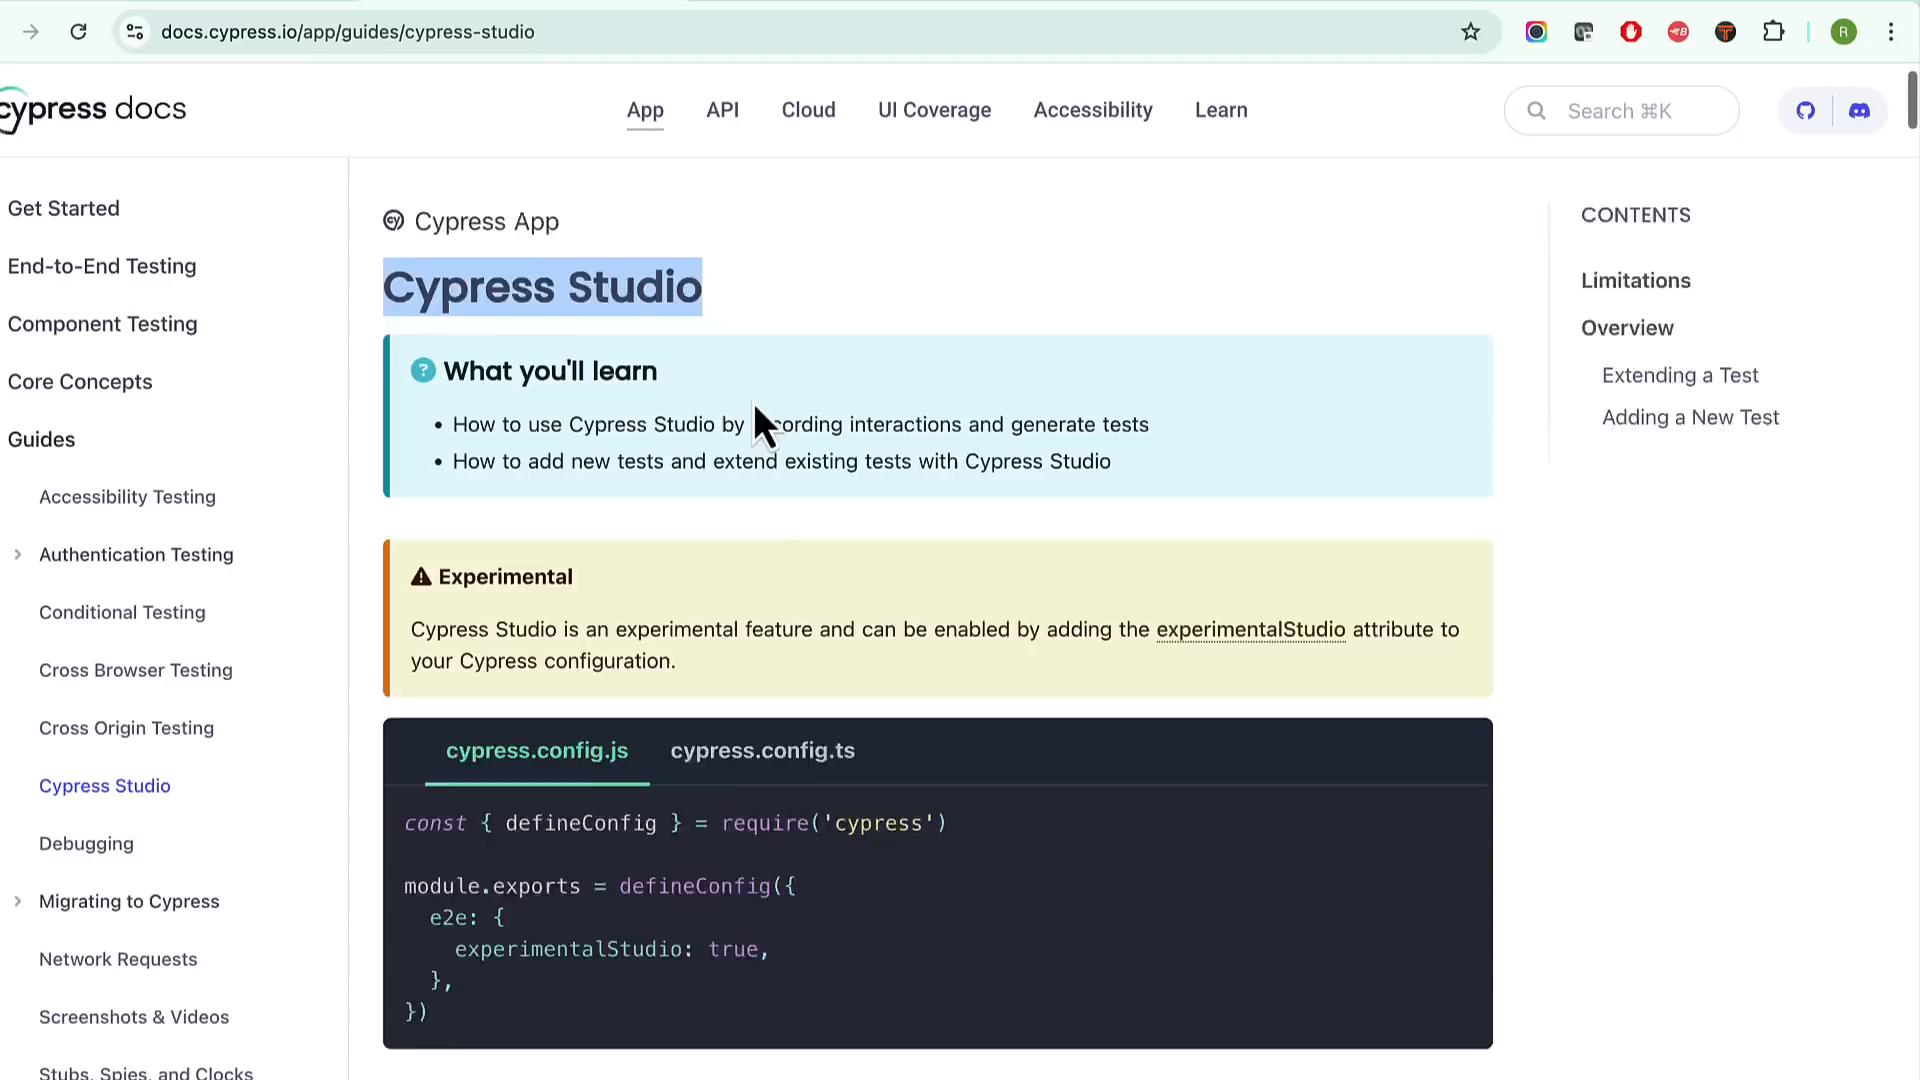 docs.cypress.io/app/guides/cypress-studio
R
cypress docs
App
API
Cloud
UI Coverage
Accessibility
Learn
Search ⌘K
Get Started
End-to-End Testing
Component Testing
Core Concepts
Guides
Accessibility Testing
Authentication Testing
Conditional Testing
Cross Browser Testing
Cross Origin Testing
Cypress Studio
Debugging
Migrating to Cypress
Network Requests
Screenshots & Videos
Stubs, Spies, and Clocks
cy Cypress App
Cypress Studio
? What you'll learn
• How to use Cypress Studio by cording interactions and generate tests
• How to add new tests and extend existing tests with Cypress Studio
Experimental
Cypress Studio is an experimental feature and can be enabled by adding the experimentalStudio attribute to
your Cypress configuration.
cypress.config.js
cypress.config.ts
const { defineConfig } = require('cypress')
module.exports = defineConfig({
e2e: {
experimentalStudio: true,
},
})
CONTENTS
Limitations
Overview
Extending a Test
Adding a New Test